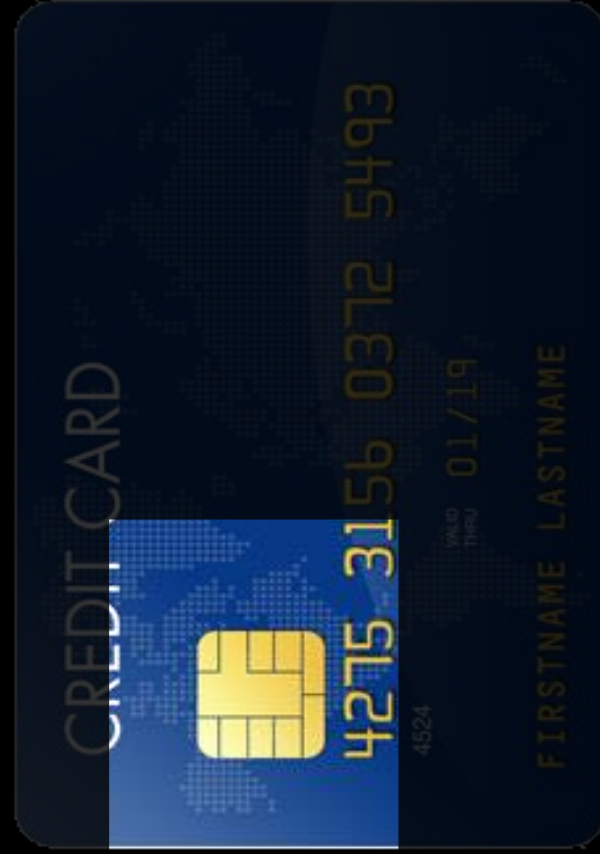 CREDIT CARD
4275 3156 0372 5493
4524
VALID
THRU 01/19
FIRSTNAME LASTNAME